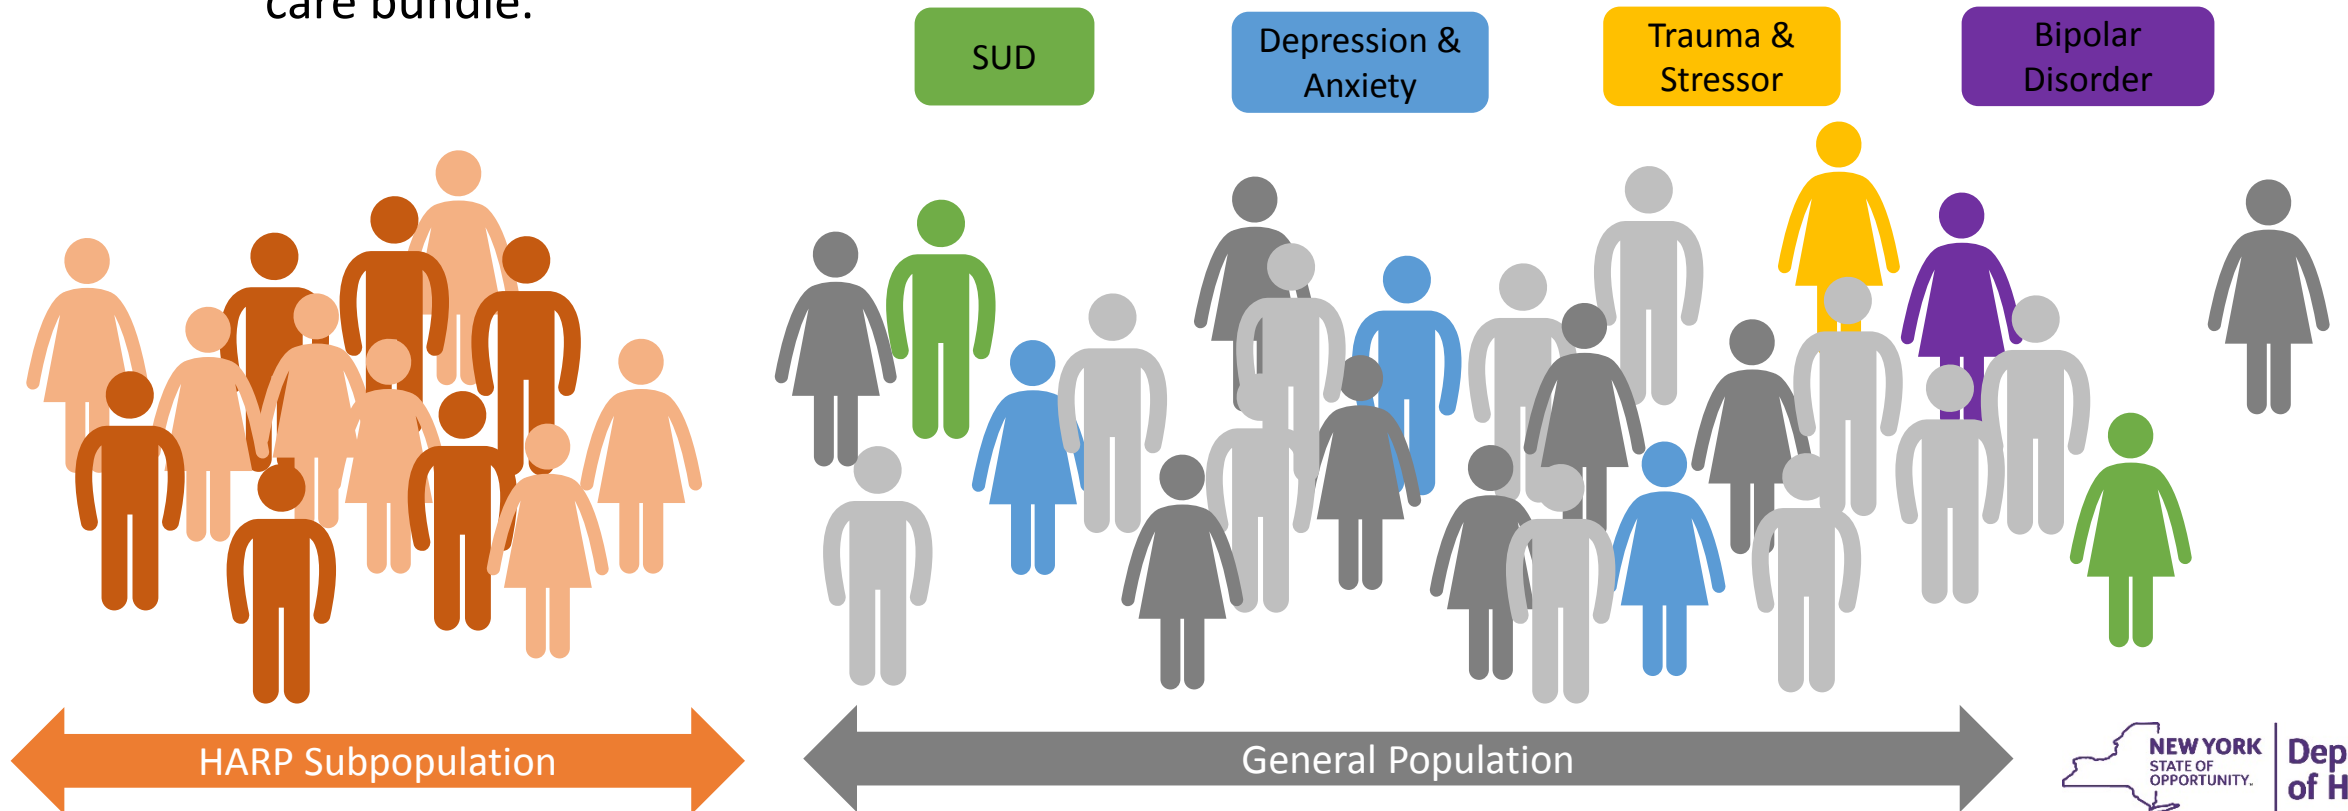 care bundle.
SUD
Depression &
Anxiety
Trauma &
Stressor
Bipolar
Disorder
HARP Subpopulation
General Population
NEW YORK
STATE OF
OPPORTUNITY.
Dep
of H